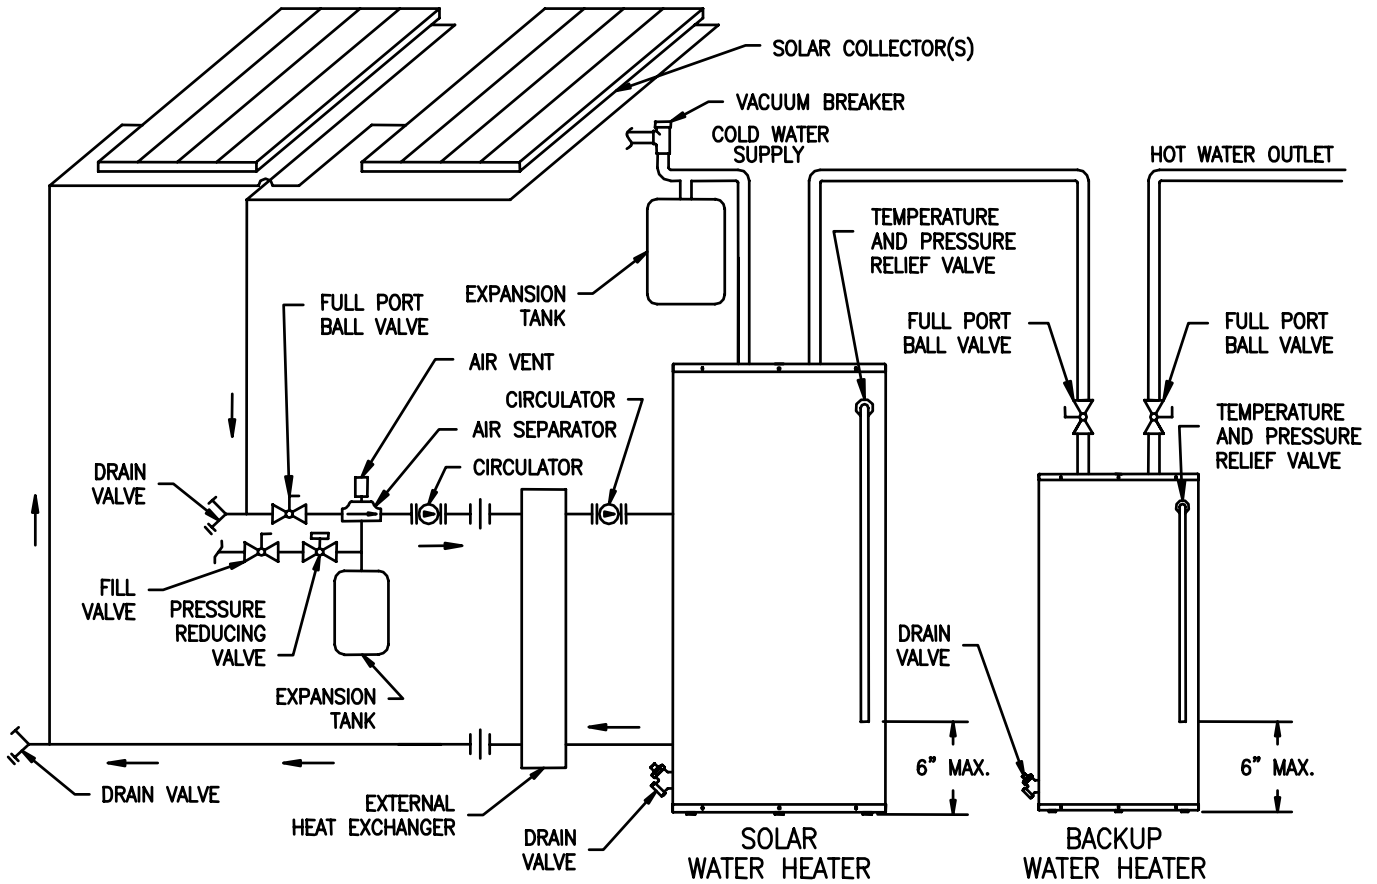 SOLAR COLLECTOR(S)
VACUUM BREAKER
COLD WATER
SUPPLY
HOT WATER OUTLET
TEMPERATURE
AND PRESSURE
RELIEF VALVE
EXPANSION
TANK
FULL PORT
BALL VALVE
FULL PORT
BALL VALVE
FULL PORT
BALL VALVE
AIR VENT
CIRCULATOR
AIR SEPARATOR
CIRCULATOR
TEMPERATURE
AND PRESSURE
RELIEF VALVE
DRAIN
VALVE
FILL
VALVE
PRESSURE
REDUCING
VALVE
EXPANSION
TANK
DRAIN
VALVE
6" MAX.
6" MAX.
DRAIN VALVE
EXTERNAL
HEAT EXCHANGER
DRAIN
VALVE
SOLAR
WATER HEATER
BACKUP
WATER HEATER